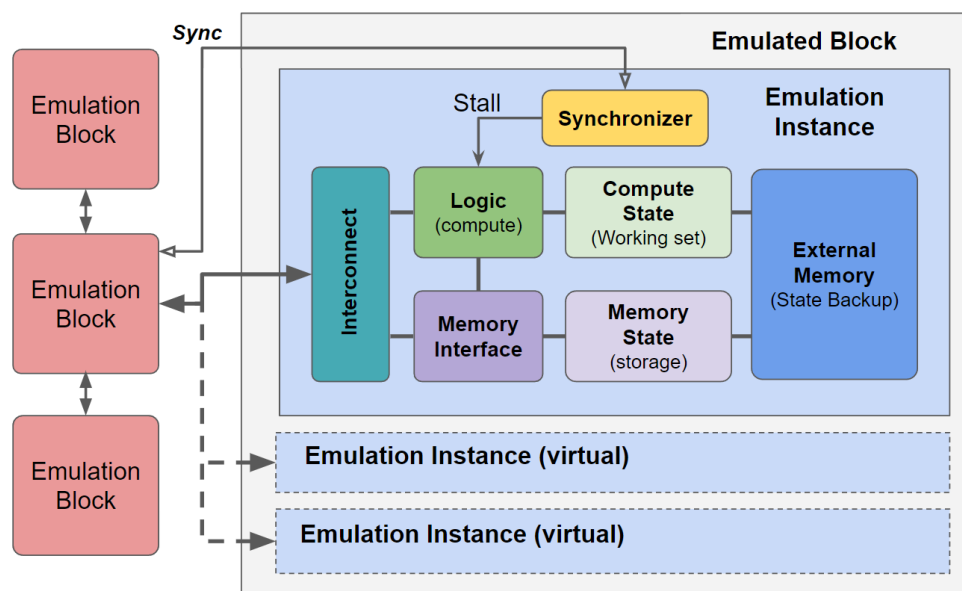 Sync
Emulated Block
Emulation
Block
Emulation
Instance
Stall
Synchronizer
Interconnect
Logic
(compute)
Compute
State
(Working set)
External
Memory
(State Backup)
Emulation
Block
Memory
Interface
Memory
State
(storage)
Emulation
Block
Emulation Instance (virtual)
Emulation Instance (virtual)